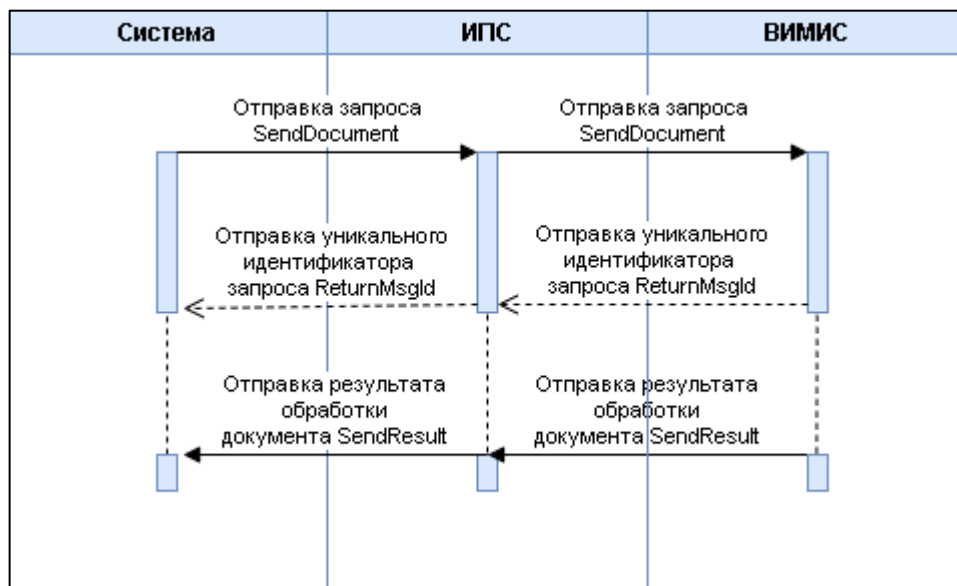 Система
ИПС
ВИМИС
Отправка запроса
SendDocument
Отправка запроса
SendDocument
Отправка уникального
идентификатора
запроса ReturnMsgId
Отправка уникального
идентификатора
запроса ReturnMsgId
Отправка результата
обработки
документа SendResult
Отправка результата
обработки
документа SendResult